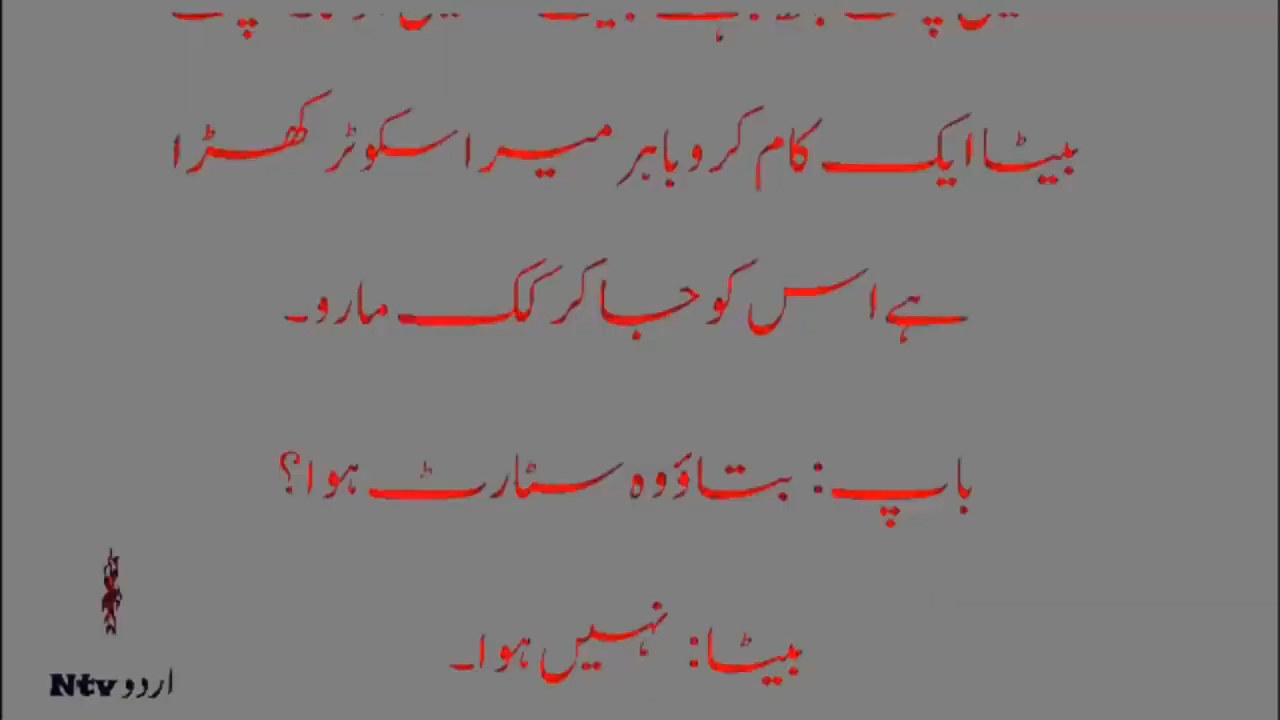 بیٹا ایک کام کرو باہر میرا سکوٹر کھڑا
ہے اس کو جا کر کک مارو۔
باپ: بتاؤ وہ سٹارٹ ہوا؟
بیٹا: نہیں ہوا۔
Ntv اردو